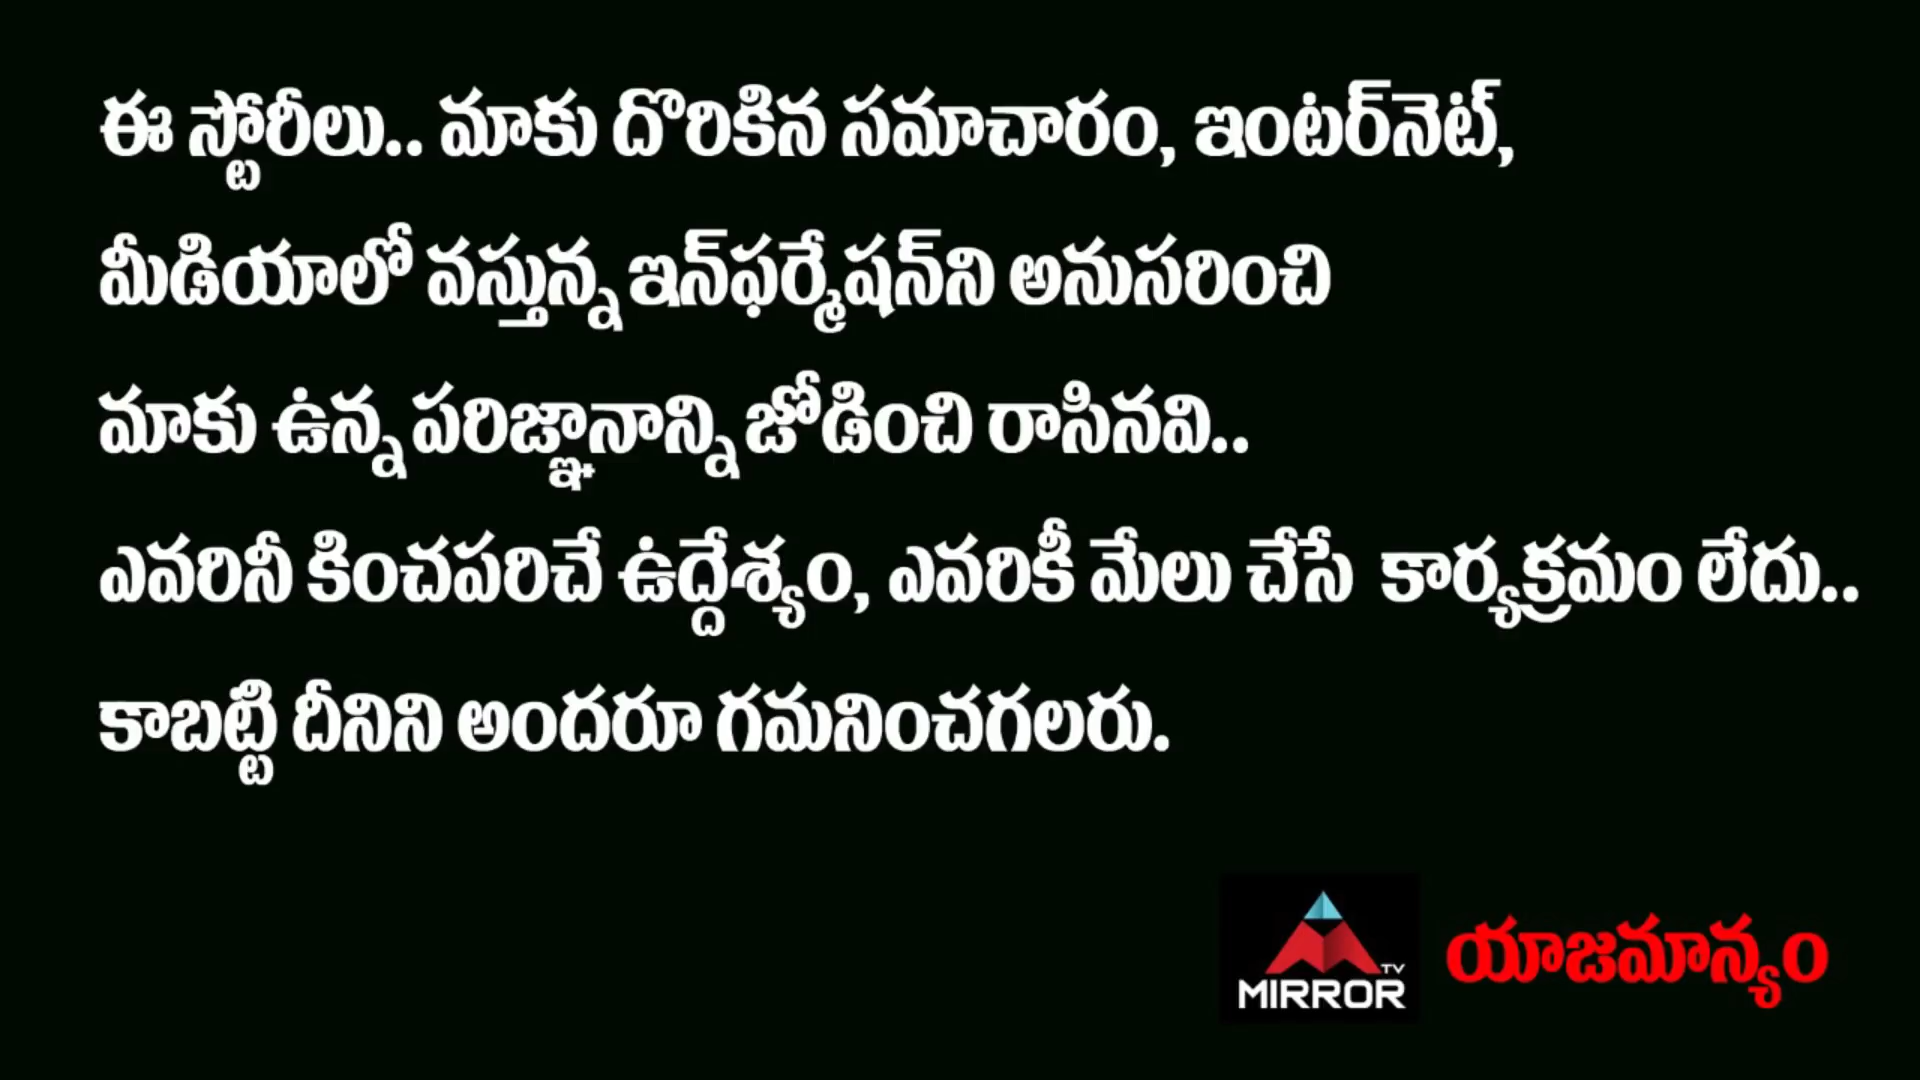 ఈ స్టోరీలు.. మాకు దొరికిన సమాచారం, ఇంటర్‌నెట్,
మీడియాలో వస్తున్న ఇన్‌ఫర్మేషన్‌ని అనుసరించి
మాకు ఉన్న పరిజ్ఞానాన్ని జోడించి రాసినవి..
ఎవరినీ కించపరిచే ఉద్దేశ్యం, ఎవరికీ మేలు చేసే కార్యక్రమం లేదు..
కాబట్టి దీనిని అందరూ గమనించగలరు.
TV
MIRROR
యాజమాన్యం